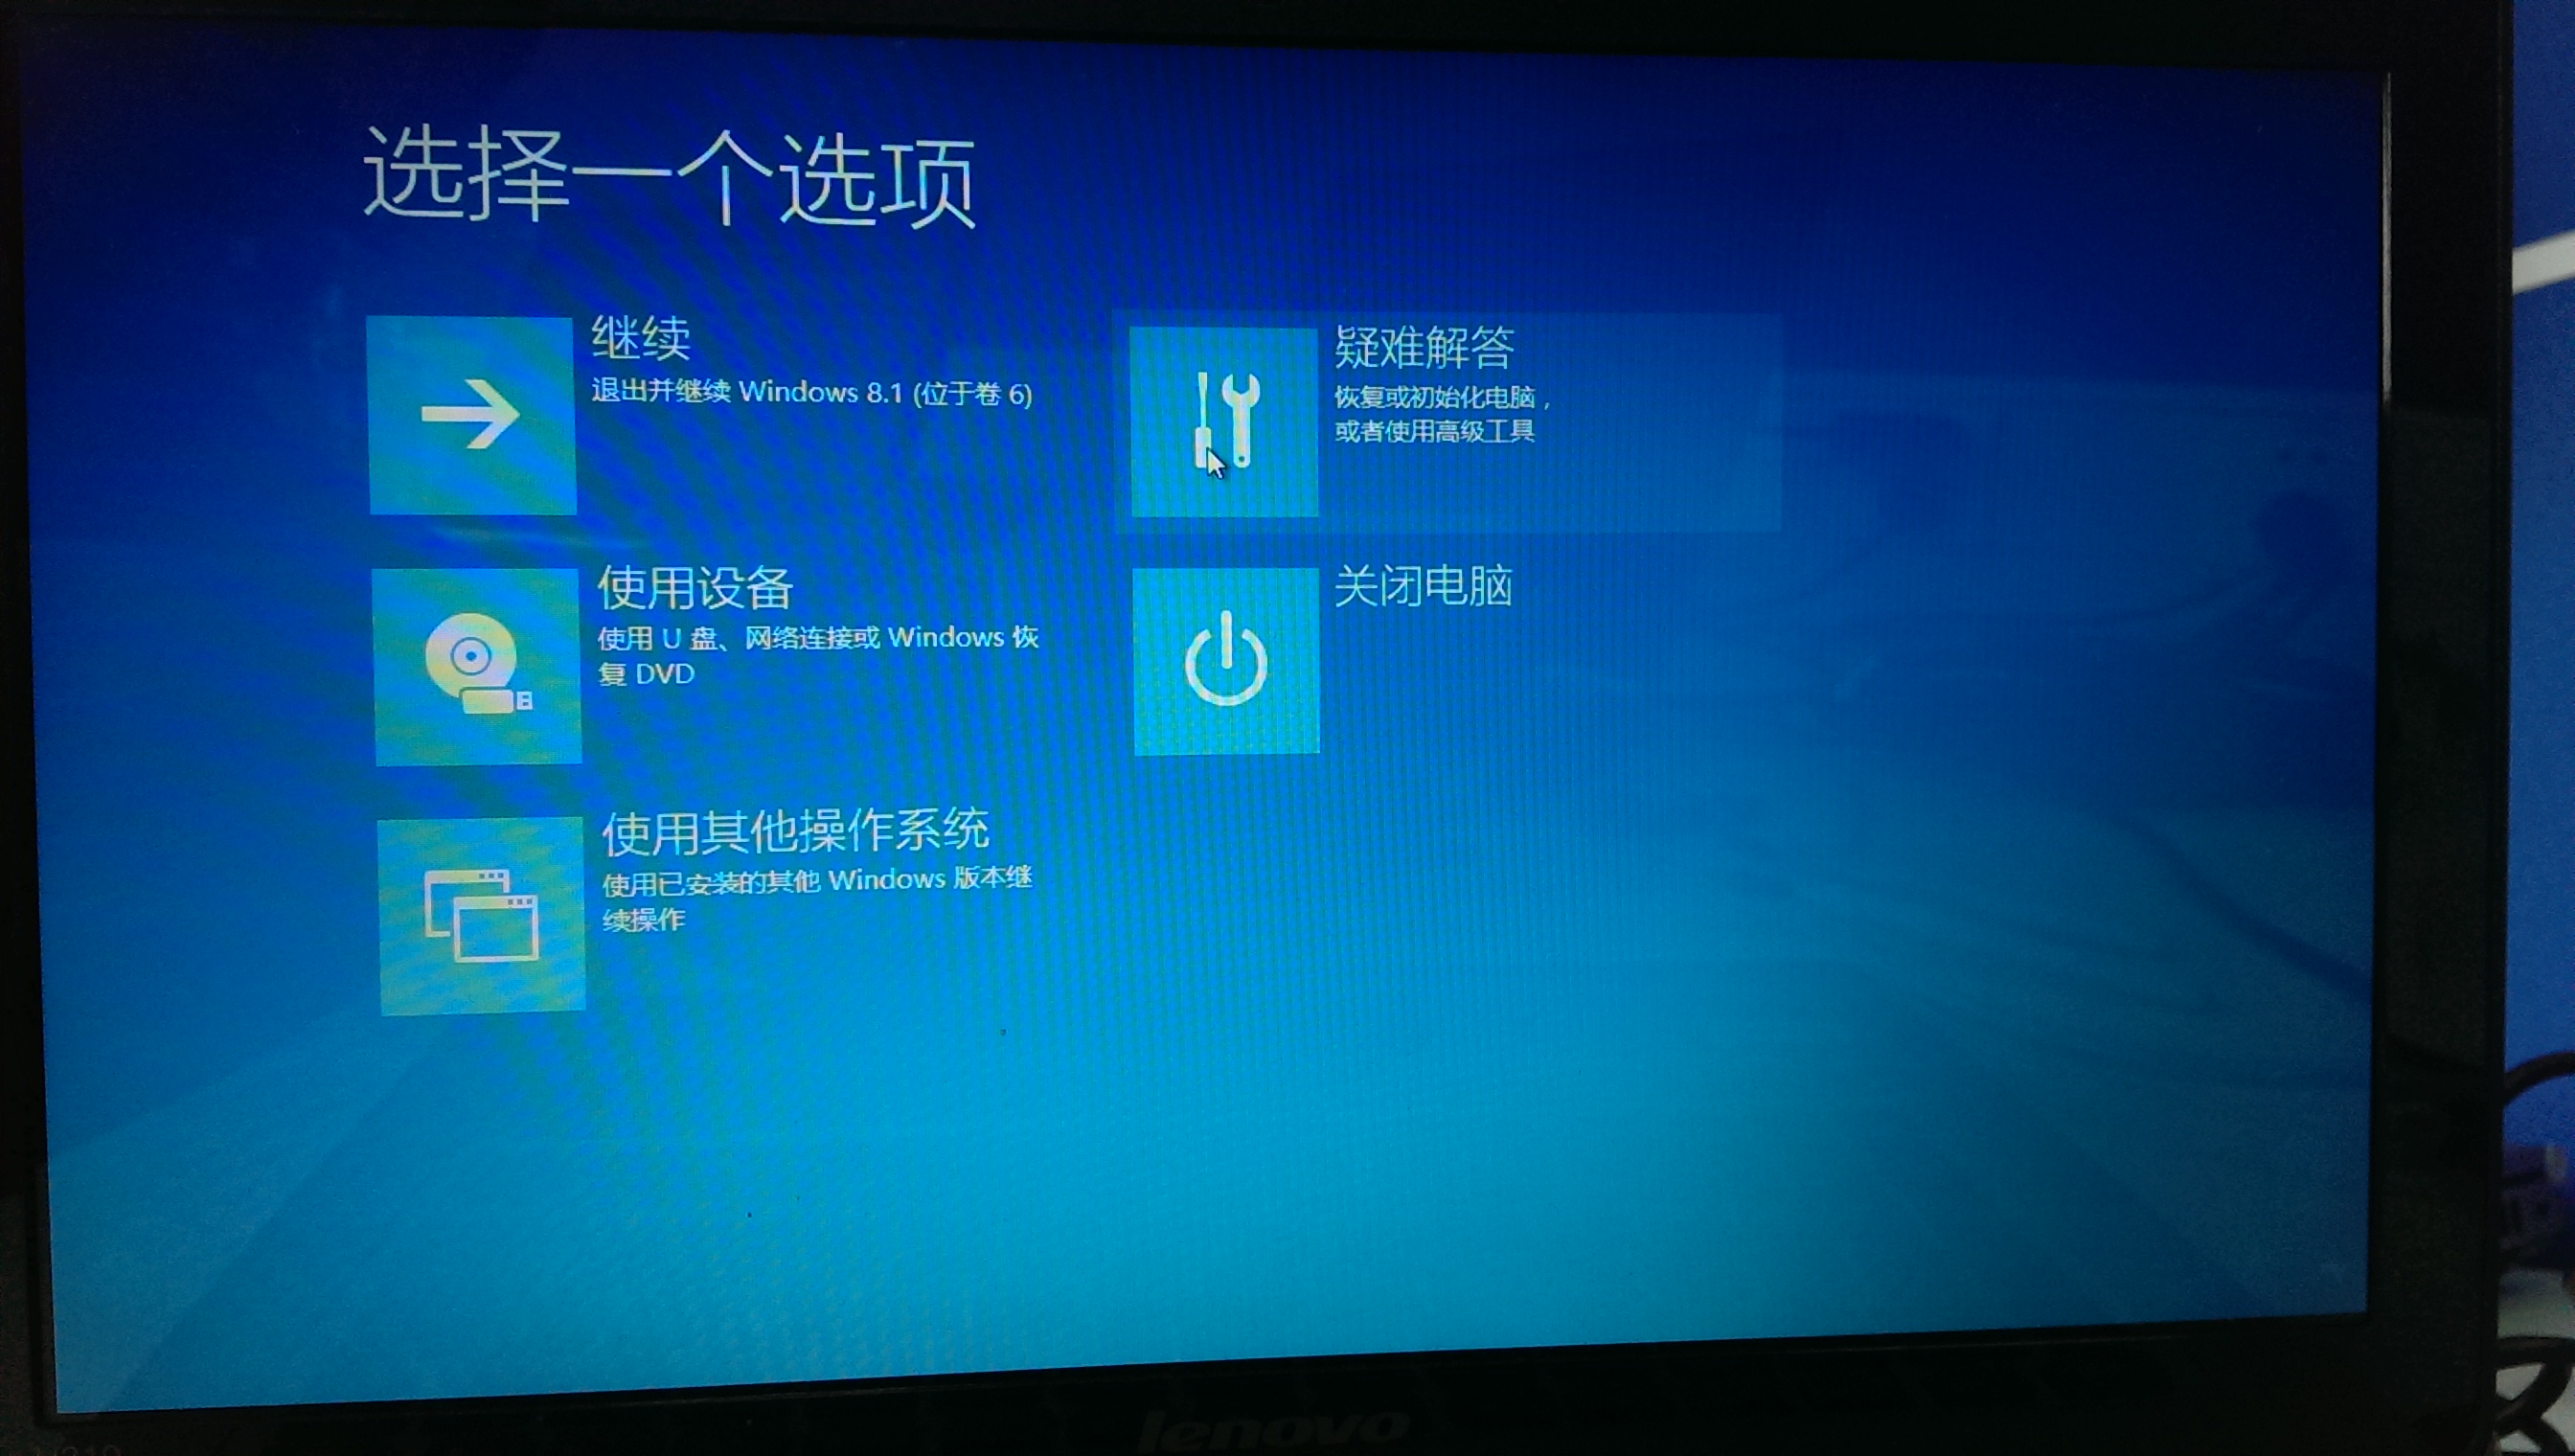 选择一个选项
继续
退出并继续 Windows 8.1 (位于卷 6)
疑难解答
恢复或初始化电脑，
或者使用高级工具
使用设备
使用 U 盘、网络连接或 Windows 恢
复 DVD
关闭电脑
使用其他操作系统
使用已安装的其他 Windows 版本继
续操作
lenovo